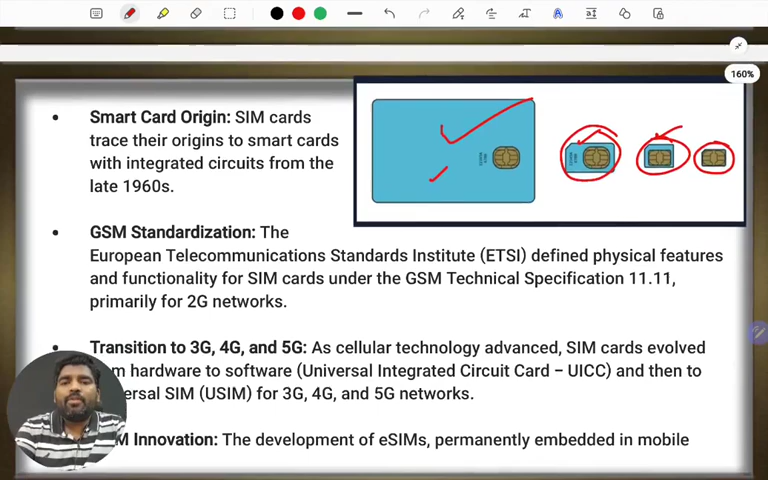 160%
• Smart Card Origin: SIM cards
trace their origins to smart cards
with integrated circuits from the
late 1960s.
• GSM Standardization: The
European Telecommunications Standards Institute (ETSI) defined physical features
and functionality for SIM cards under the GSM Technical Specification 11.11,
primarily for 2G networks.
• Transition to 3G, 4G, and 5G: As cellular technology advanced, SIM cards evolved
hardware to software (Universal Integrated Circuit Card – UICC) and then to
SIM (USIM) for 3G, 4G, and 5G networks.
Innovation: The development of eSIMs, permanently embedded in mobile